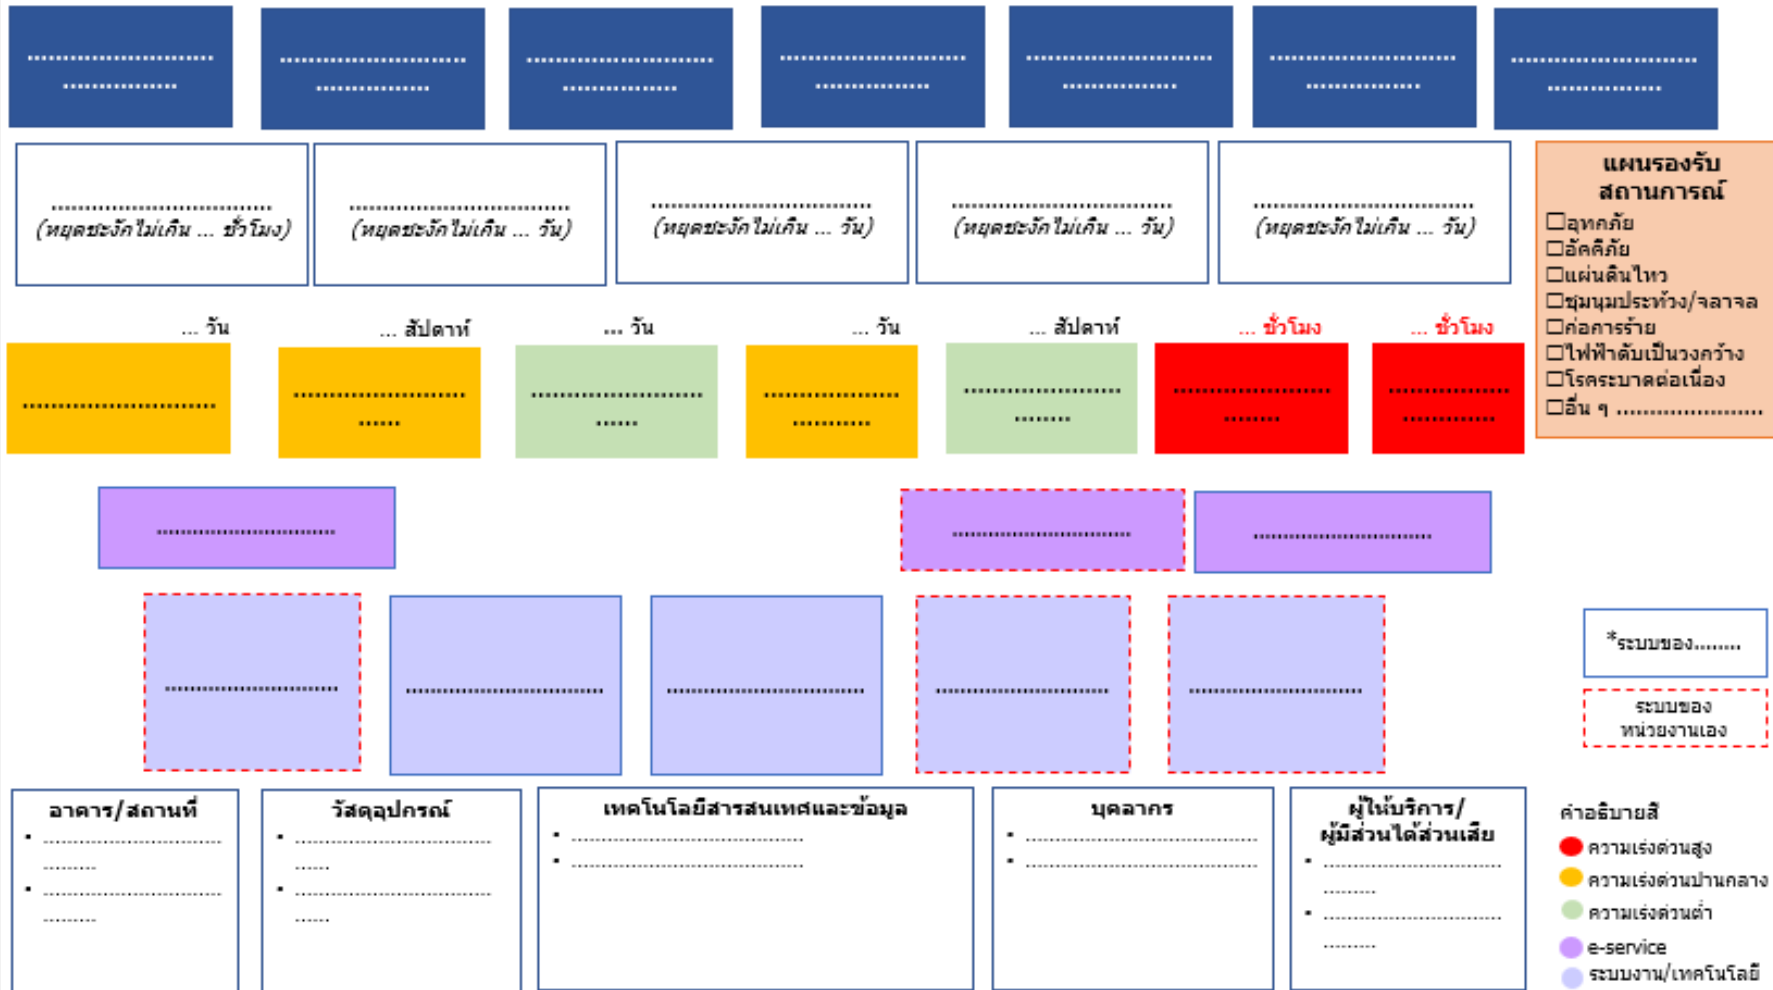 ..........................
................
..........................
................
..........................
................
..........................
................
..........................
................
..........................
................
..........................
................
...............................
(หยุดชะงักไม่เกิน ... ชั่วโมง)
...............................
(หยุดชะงักไม่เกิน ... วัน)
...............................
(หยุดชะงักไม่เกิน ... วัน)
...............................
(หยุดชะงักไม่เกิน ... วัน)
...............................
(หยุดชะงักไม่เกิน ... วัน)
แผนรองรับ
สถานการณ์
☐อุทกภัย
☐อัคคีภัย
☐แผ่นดินไหว
☐ชุมนุมประท้วง/จลาจล
☐ก่อการร้าย
☐ไฟฟ้าดับเป็นวงกว้าง
☐โรคระบาดต่อเนื่อง
☐อื่น ๆ .....................
... วัน
... สัปดาห์
... วัน
... วัน
... สัปดาห์
... ชั่วโมง
... ชั่วโมง
...........................
........................
......
........................
......
...............
...........
......................
........
......................
........
...............
.............
.........................
.........................
.........................
............................
............................
............................
............................
............................
*ระบบของ........
ระบบของ
หน่วยงานเอง
อาคาร/สถานที่
▪ ..............................
.........
▪ ..............................
.........
วัสดุอุปกรณ์
▪ .................................
......
▪ .................................
......
เทคโนโลยีสารสนเทศและข้อมูล
▪ .......................................
▪ .......................................
บุคลากร
▪ .......................................
▪ .......................................
ผู้ให้บริการ/
ผู้มีส่วนได้ส่วนเสีย
▪ ..............................
.........
▪ ..............................
.........
คำอธิบายสี
ความเร่งด่วนสูง
ความเร่งด่วนปานกลาง
ความเร่งด่วนต่ำ
e-service
ระบบงาน/เทคโนโลยี